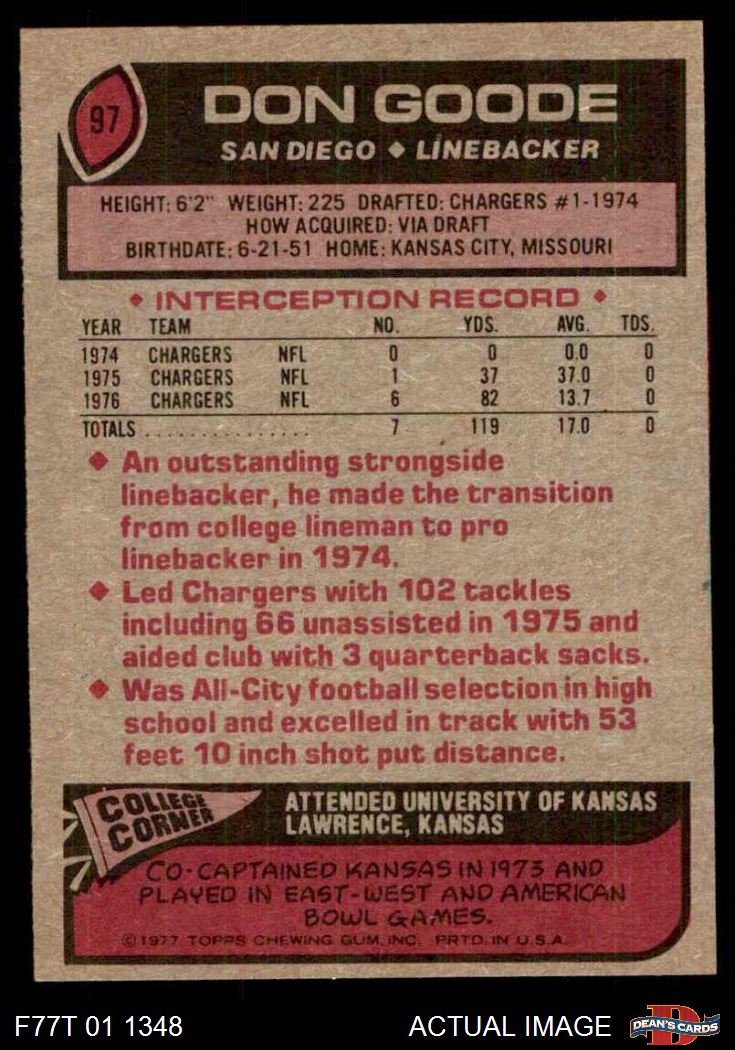 97
DON GOODE
SAN DIEGO ◆ LINEBACKER
HEIGHT: 6'2" WEIGHT: 225 DRAFTED: CHARGERS #1-1974
HOW ACQUIRED: VIA DRAFT
BIRTHDATE: 6-21-51 HOME: KANSAS CITY, MISSOURI
◆ INTERCEPTION RECORD ◆
YEAR TEAM NO. YDS. AVG. TDS.
1974 CHARGERS NFL 0 0 0.0 0
1975 CHARGERS NFL 1 37 37.0 0
1976 CHARGERS NFL 6 82 13.7 0
TOTALS ................ 7 119 17.0 0
◆ An outstanding strongside
linebacker, he made the transition
from college lineman to pro
linebacker in 1974.
◆ Led Chargers with 102 tackles
including 66 unassisted in 1975 and
aided club with 3 quarterback sacks.
◆ Was All-City football selection in high
school and excelled in track with 53
feet 10 inch shot put distance.
COLLEGE
CORNER
ATTENDED UNIVERSITY OF KANSAS
LAWRENCE, KANSAS
CO-CAPTAINED KANSAS IN 1973 AND
PLAYED IN EAST-WEST AND AMERICAN
BOWL GAMES.
©1977 TOPPS CHEWING GUM, INC. PRTD. IN U.S.A.
F77T 01 1348
ACTUAL IMAGE
DEAN'S CARDS